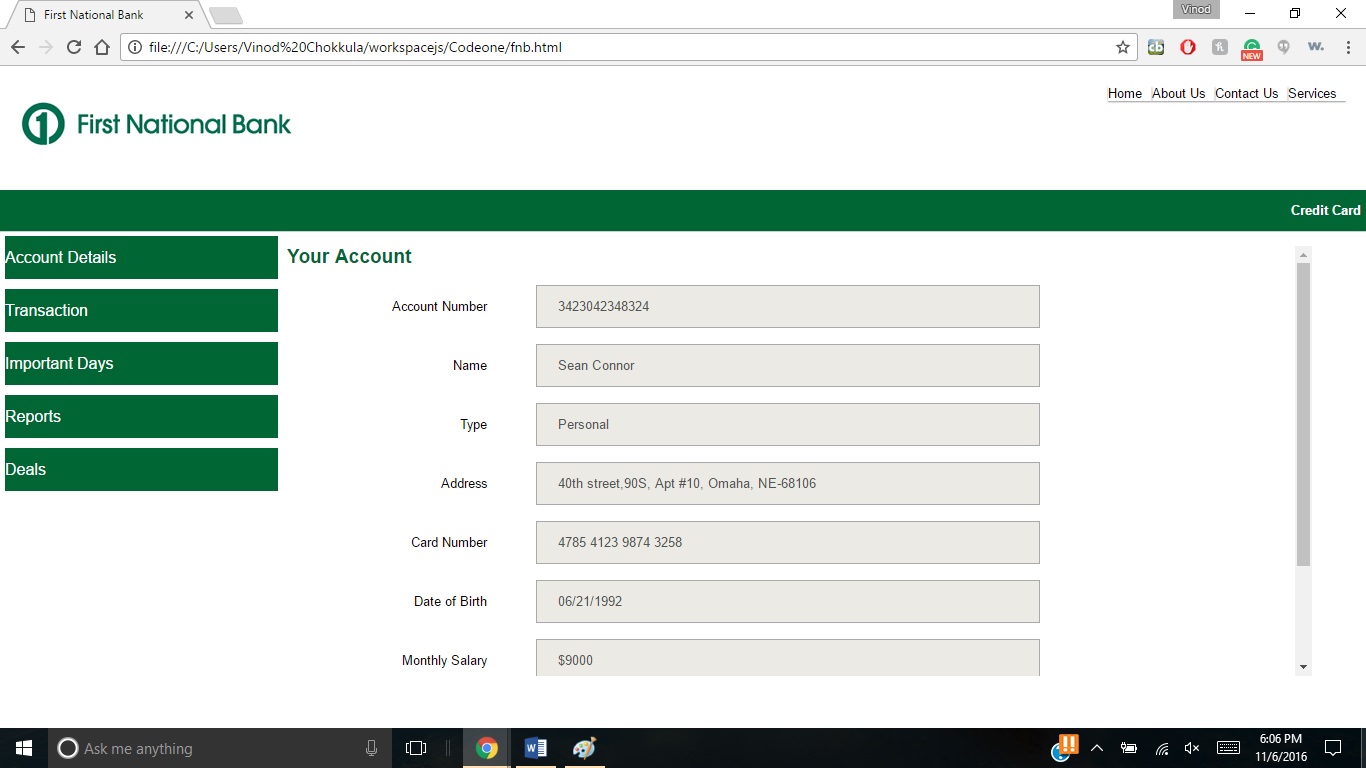 First National Bank
Vinod
file:///C:/Users/Vinod%20Chokkula/workspacejs/Codeone/fnb.html
cb
NEW
w.
Home About Us Contact Us Services
1 First National Bank
Credit Card
Account Details
Transaction
Important Days
Reports
Deals
Your Account
Account Number 3423042348324
Name Sean Connor
Type Personal
Address 40th street,90S, Apt #10, Omaha, NE-68106
Card Number 4785 4123 9874 3258
Date of Birth 06/21/1992
Monthly Salary $9000
Ask me anything
6:06 PM
11/6/2016